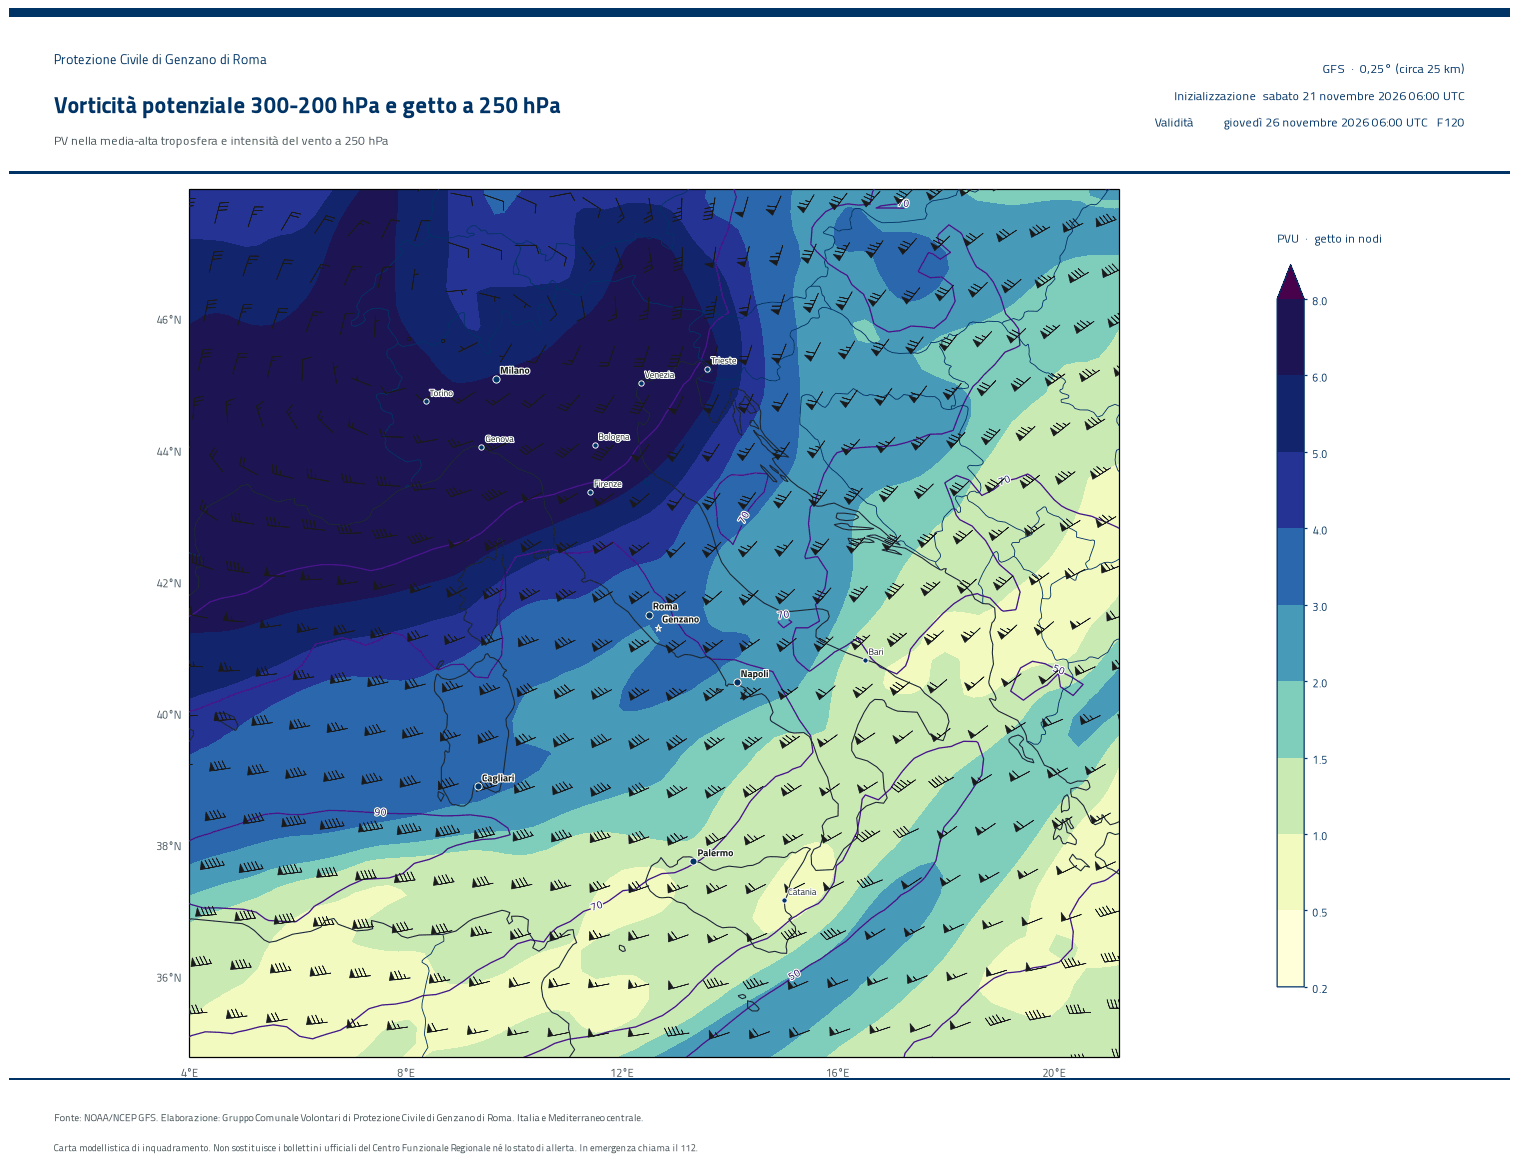 Protezione Civile di Genzano di Roma
Vorticità potenziale 300-200 hPa e getto a 250 hPa
PV nella media-alta troposfera e intensità del vento a 250 hPa
GFS · 0,25° (circa 25 km)
Inizializzazione sabato 21 novembre 2026 06:00 UTC
Validità giovedì 26 novembre 2026 06:00 UTC F120
PVU · getto in nodi
8.0
6.0
5.0
4.0
3.0
2.0
1.5
1.0
0.5
0.2
46°N
44°N
42°N
40°N
38°N
36°N
4°E
8°E
12°E
16°E
20°E
70
Trieste
Milano
Venezia
Torino
Genova
Bologna
Firenze
70
70
Roma
Genzano
70
Bari
50
Napoli
Cagliari
90
Palermo
Catania
70
50
Fonte: NOAA/NCEP GFS. Elaborazione: Gruppo Comunale Volontari di Protezione Civile di Genzano di Roma. Italia e Mediterraneo centrale.
Carta modellistica di inquadramento. Non sostituisce i bollettini ufficiali del Centro Funzionale Regionale né lo stato di allerta. In emergenza chiama il 112.